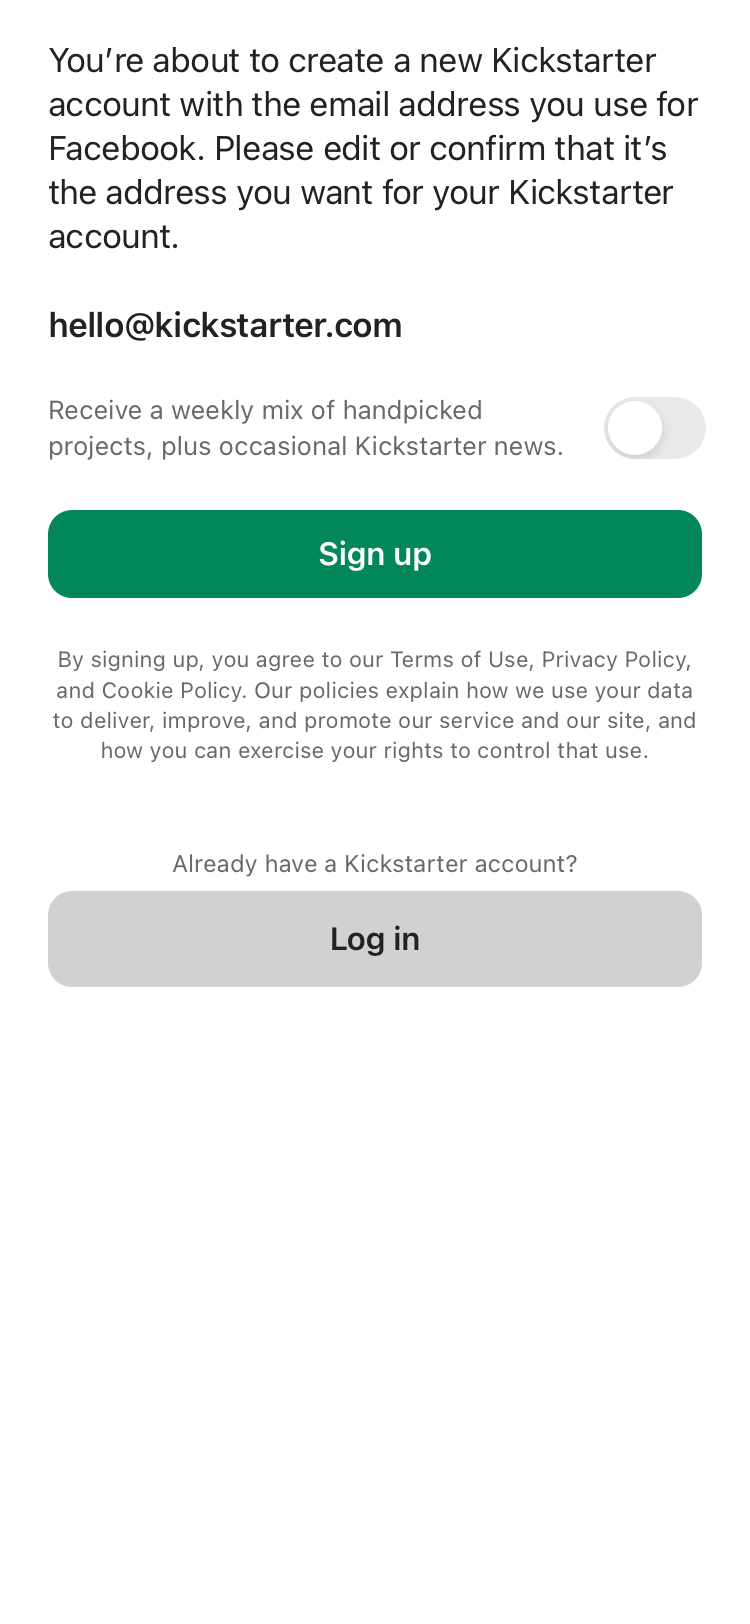 You’re about to create a new Kickstarter
account with the email address you use for
Facebook. Please edit or confirm that it’s
the address you want for your Kickstarter
account.
hello@kickstarter.com
Receive a weekly mix of handpicked
projects, plus occasional Kickstarter news.
Sign up
By signing up, you agree to our Terms of Use, Privacy Policy,
and Cookie Policy. Our policies explain how we use your data
to deliver, improve, and promote our service and our site, and
how you can exercise your rights to control that use.
Already have a Kickstarter account?
Log in